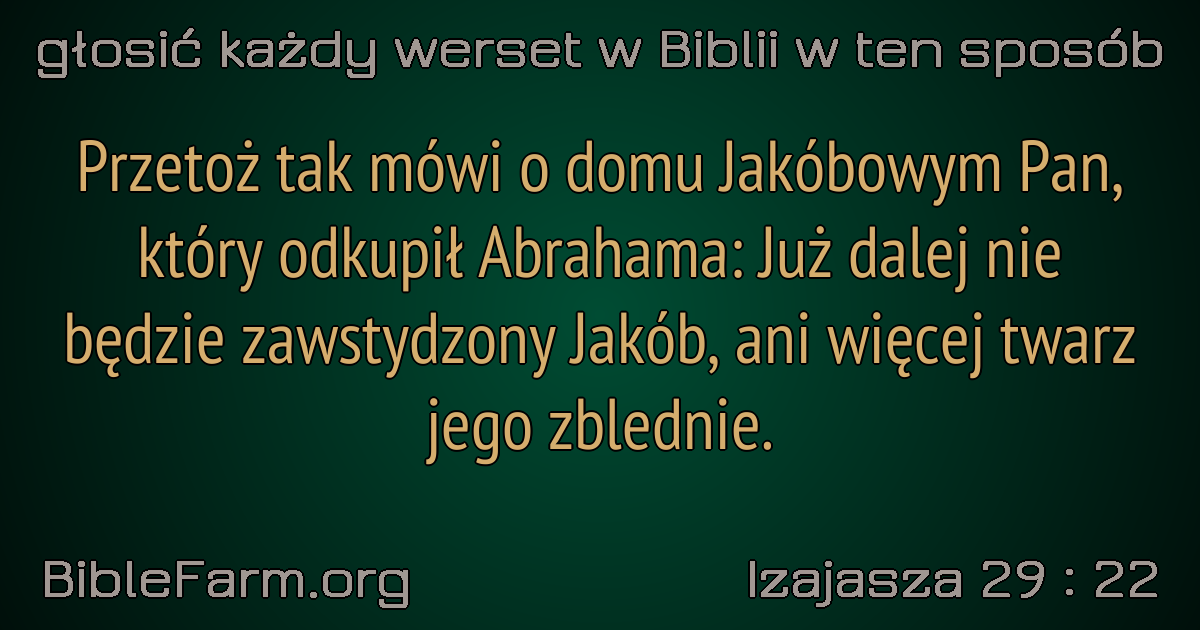 głosić każdy werset w Biblii w ten sposób
Przetoż tak mówi o domu Jakóbowym Pan,
który odkupił Abrahama: Już dalej nie
będzie zawstydzony Jakób, ani więcej twarz
jego zblednie.
BibleFarm.org
Izajasza 29 : 22